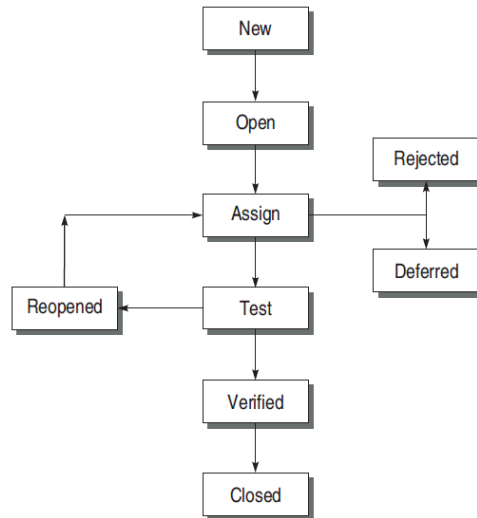 New
Open
Rejected
Assign
Deferred
Reopened
Test
Verified
Closed